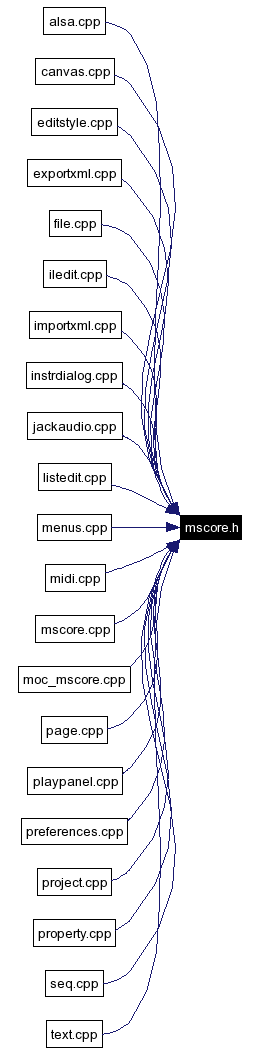 alsa.cpp
canvas.cpp
editstyle.cpp
exportxml.cpp
file.cpp
iledit.cpp
importxml.cpp
instrdialog.cpp
jackaudio.cpp
listedit.cpp
mscore.h
menus.cpp
midi.cpp
mscore.cpp
moc_mscore.cpp
page.cpp
playpanel.cpp
preferences.cpp
project.cpp
property.cpp
seq.cpp
text.cpp